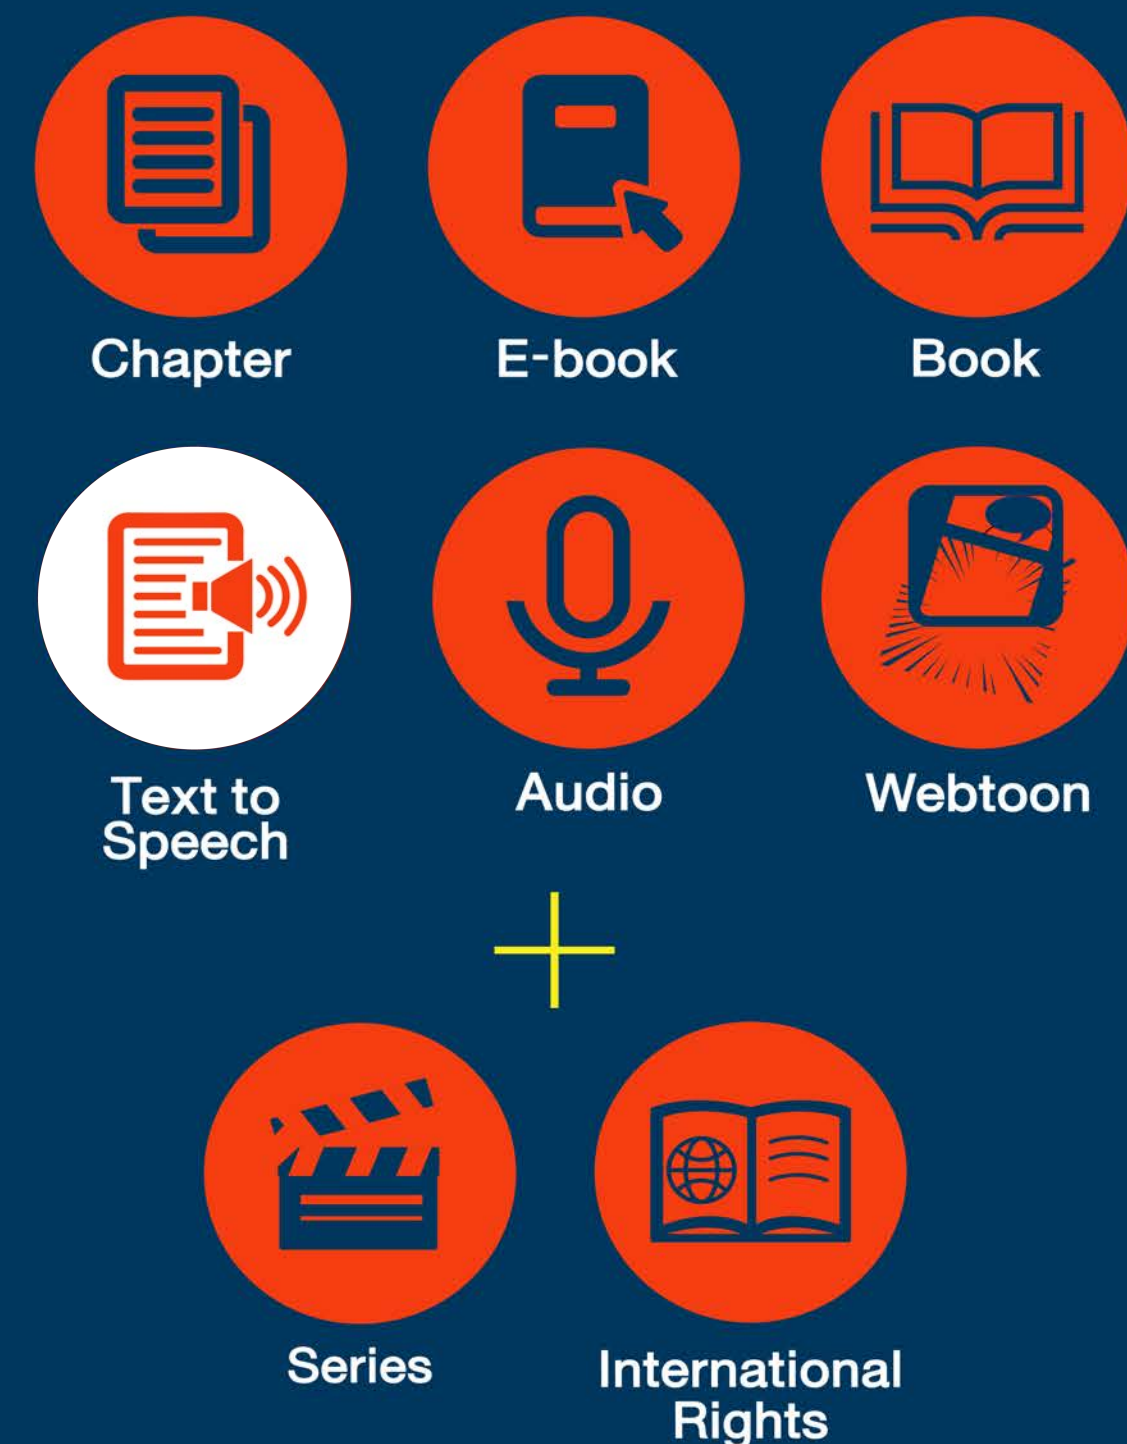 Chapter
E-book
Book
Text to
Speech
Audio
Webtoon
Series
International
Rights